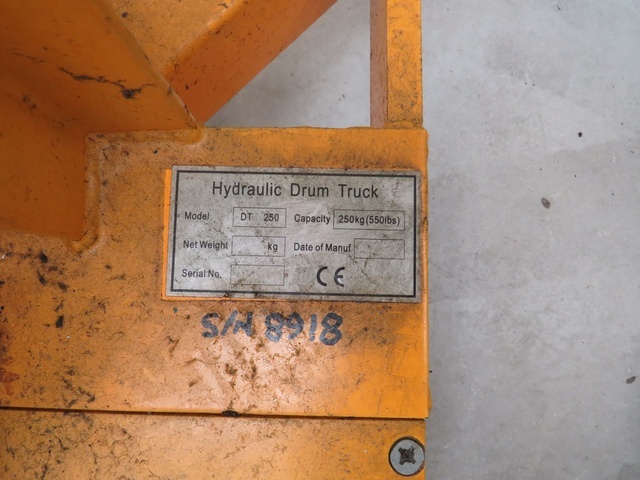 Hydraulic Drum Truck
Model DT 250 Capacity 250kg(550lbs)
Net Weight kg Date of Manuf
Serial No. CE
S/N 8918